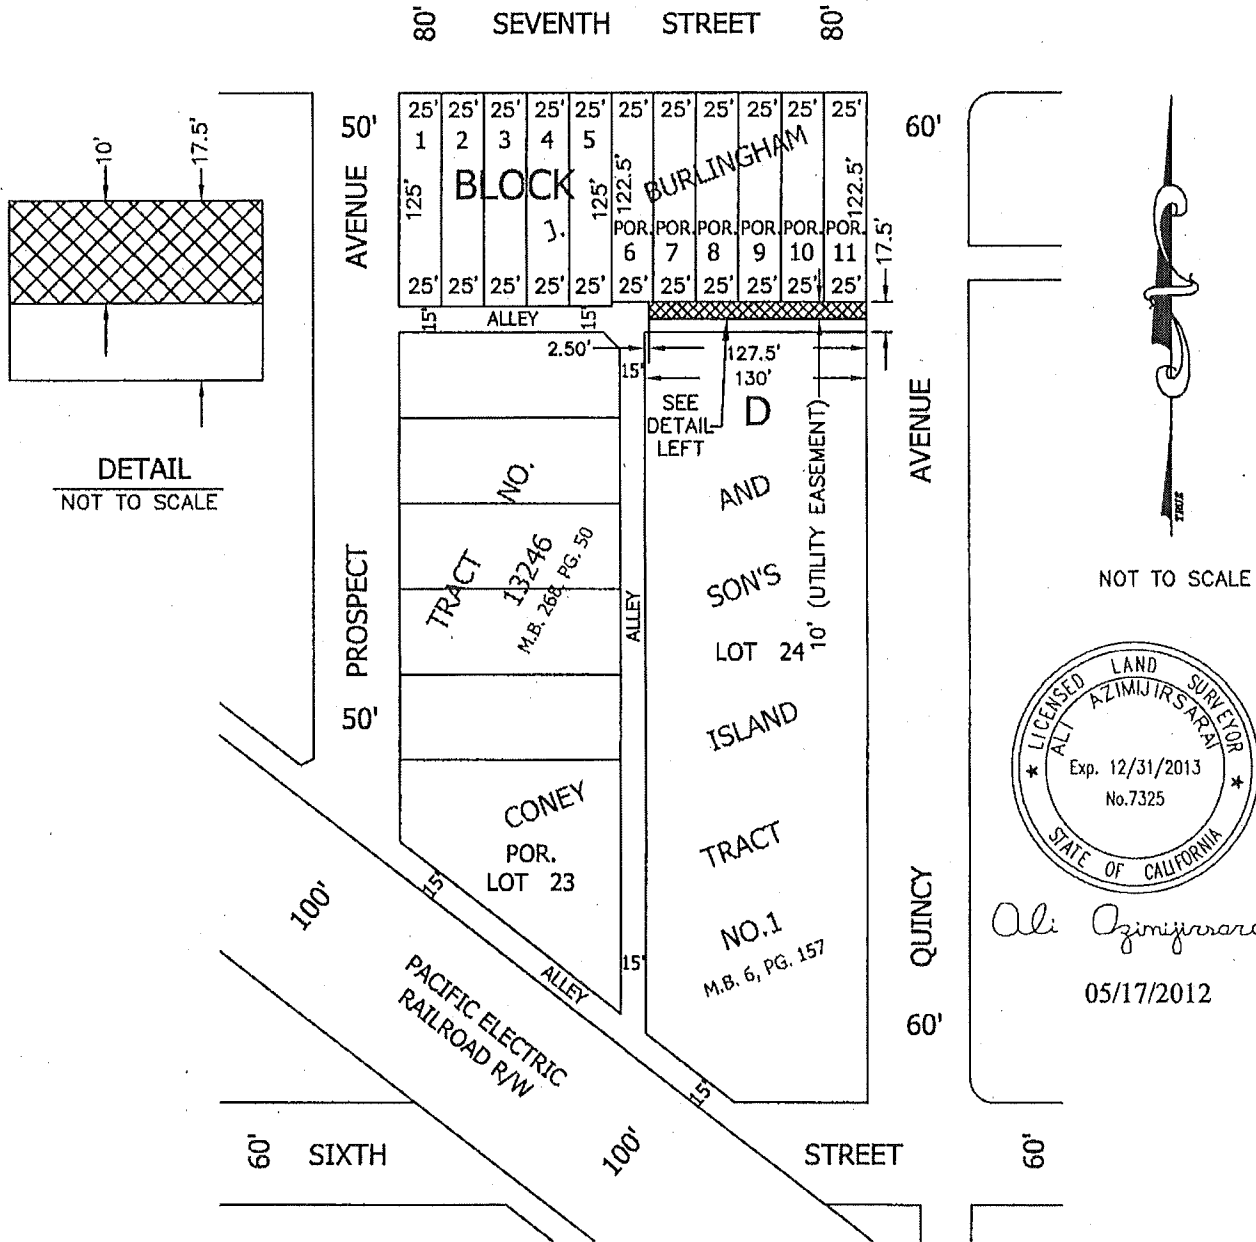 80' SEVENTH STREET 80'
25' 25' 25' 25' 25' 25' 25' 25' 25' 25' 25'
1 2 3 4 5
50' AVENUE
60'
BLOCK
J. BURLINGHAM
125' 125' 122.5' 122.5'
POR. POR. POR. POR. POR. POR.
6 7 8 9 10 11
25' 25' 25' 25' 25' 25' 25' 25' 25' 25' 25'
17.5'
10' 17.5'
DETAIL
NOT TO SCALE
15' ALLEY 15'
2.50' 127.5'
15' 130'
SEE
DETAIL
LEFT
D
10' (UTILITY EASEMENT)
AVENUE
TRUE
NOT TO SCALE
TRACT NO.
13246
M.B. 268, PG. 50
ALLEY
AND
SON'S
LOT 24
ISLAND
TRACT
NO.1
M.B. 6, PG. 157
PROSPECT
50'
CONEY
POR.
LOT 23
15'
15'
ALLEY
15'
100'
PACIFIC ELECTRIC
RAILROAD R/W
100'
QUINCY
60'
LICENSED LAND SURVEYOR
ALI AZIMIJIRSARAI
Exp. 12/31/2013
No.7325
STATE OF CALIFORNIA
Ali Azimijirsarai
05/17/2012
60' SIXTH STREET 60'